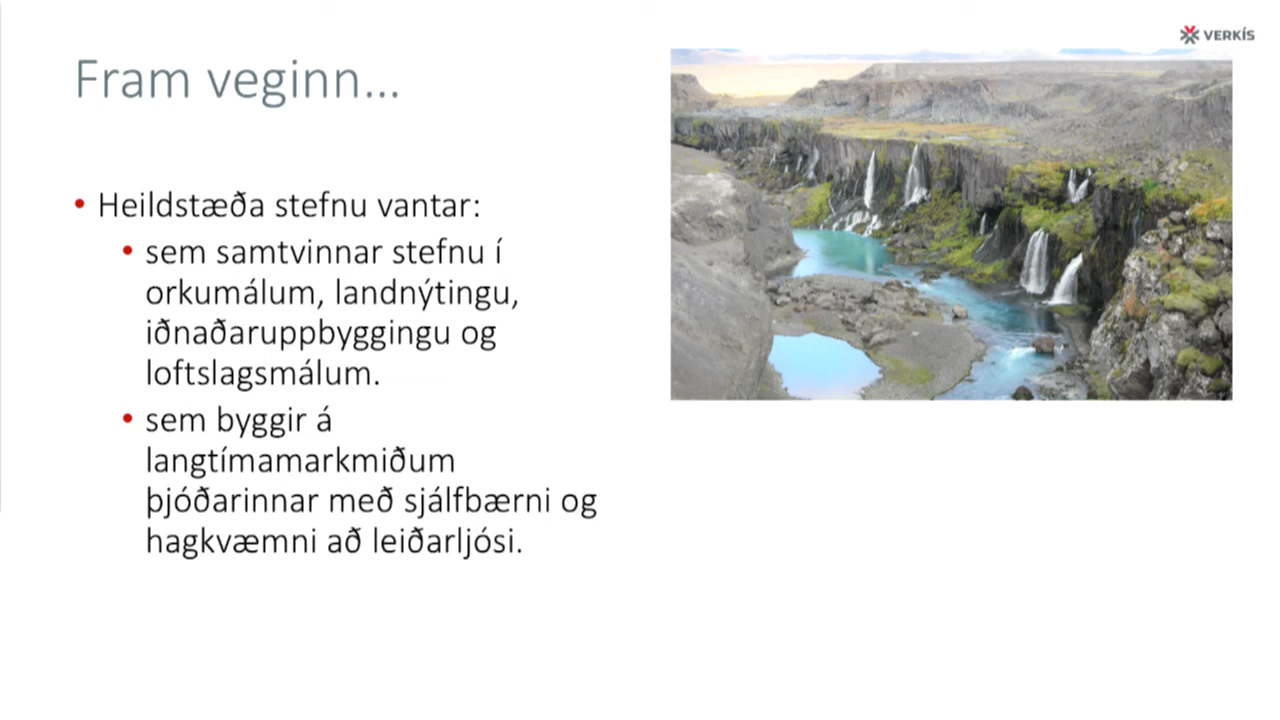 VERKÍS
Fram veginn...
• Heildstæða stefnu vantar:
• sem samtvinnar stefnu í
orkumálum, landnýtingu,
iðnaðaruppbyggingu og
loftslagsmálum.
• sem byggir á
langtímamarkmiðum
þjóðarinnar með sjálfbærni og
hagkvæmni að leiðarljósi.